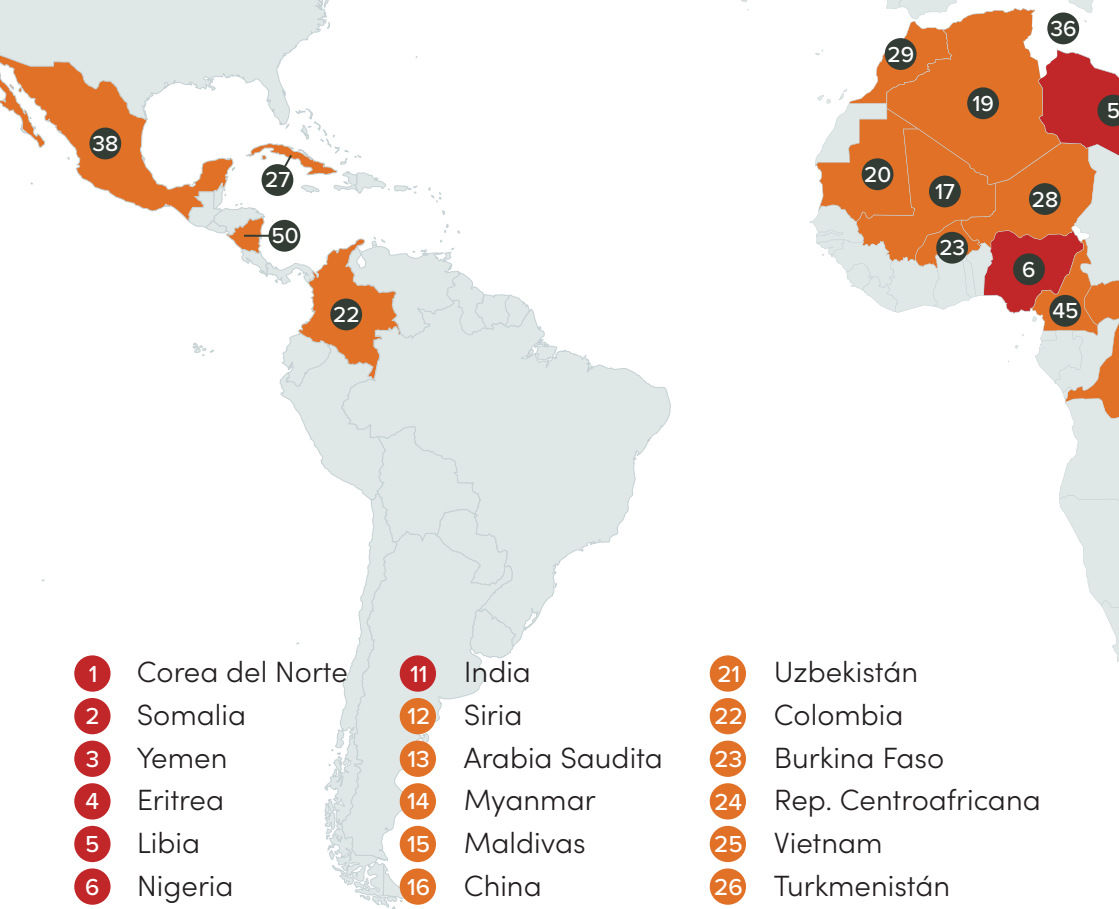 36
29
19
5
38
27
20
17
28
50
23
6
22
45
1 Corea del Norte
2 Somalia
3 Yemen
4 Eritrea
5 Libia
6 Nigeria
11 India
12 Siria
13 Arabia Saudita
14 Myanmar
15 Maldivas
16 China
21 Uzbekistán
22 Colombia
23 Burkina Faso
24 Rep. Centroafricana
25 Vietnam
26 Turkmenistán